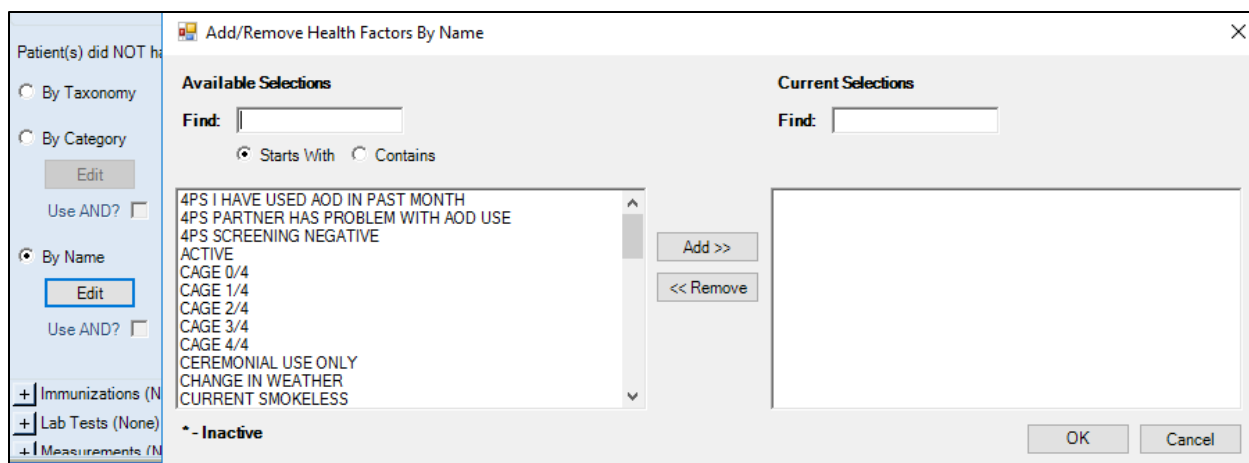 Patient(s) did NOT ha
By Taxonomy
By Category
Edit
Use AND?
By Name
Edit
Use AND?
+ Immunizations (N
+ Lab Tests (None)
+ Measurements (N
Add/Remove Health Factors By Name
Available Selections
Find:
Starts With Contains
4PS I HAVE USED AOD IN PAST MONTH
4PS PARTNER HAS PROBLEM WITH AOD USE
4PS SCREENING NEGATIVE
ACTIVE
CAGE 0/4
CAGE 1/4
CAGE 2/4
CAGE 3/4
CAGE 4/4
CEREMONIAL USE ONLY
CHANGE IN WEATHER
CURRENT SMOKELESS
* - Inactive
Add >>
<< Remove
Current Selections
Find:
OK Cancel